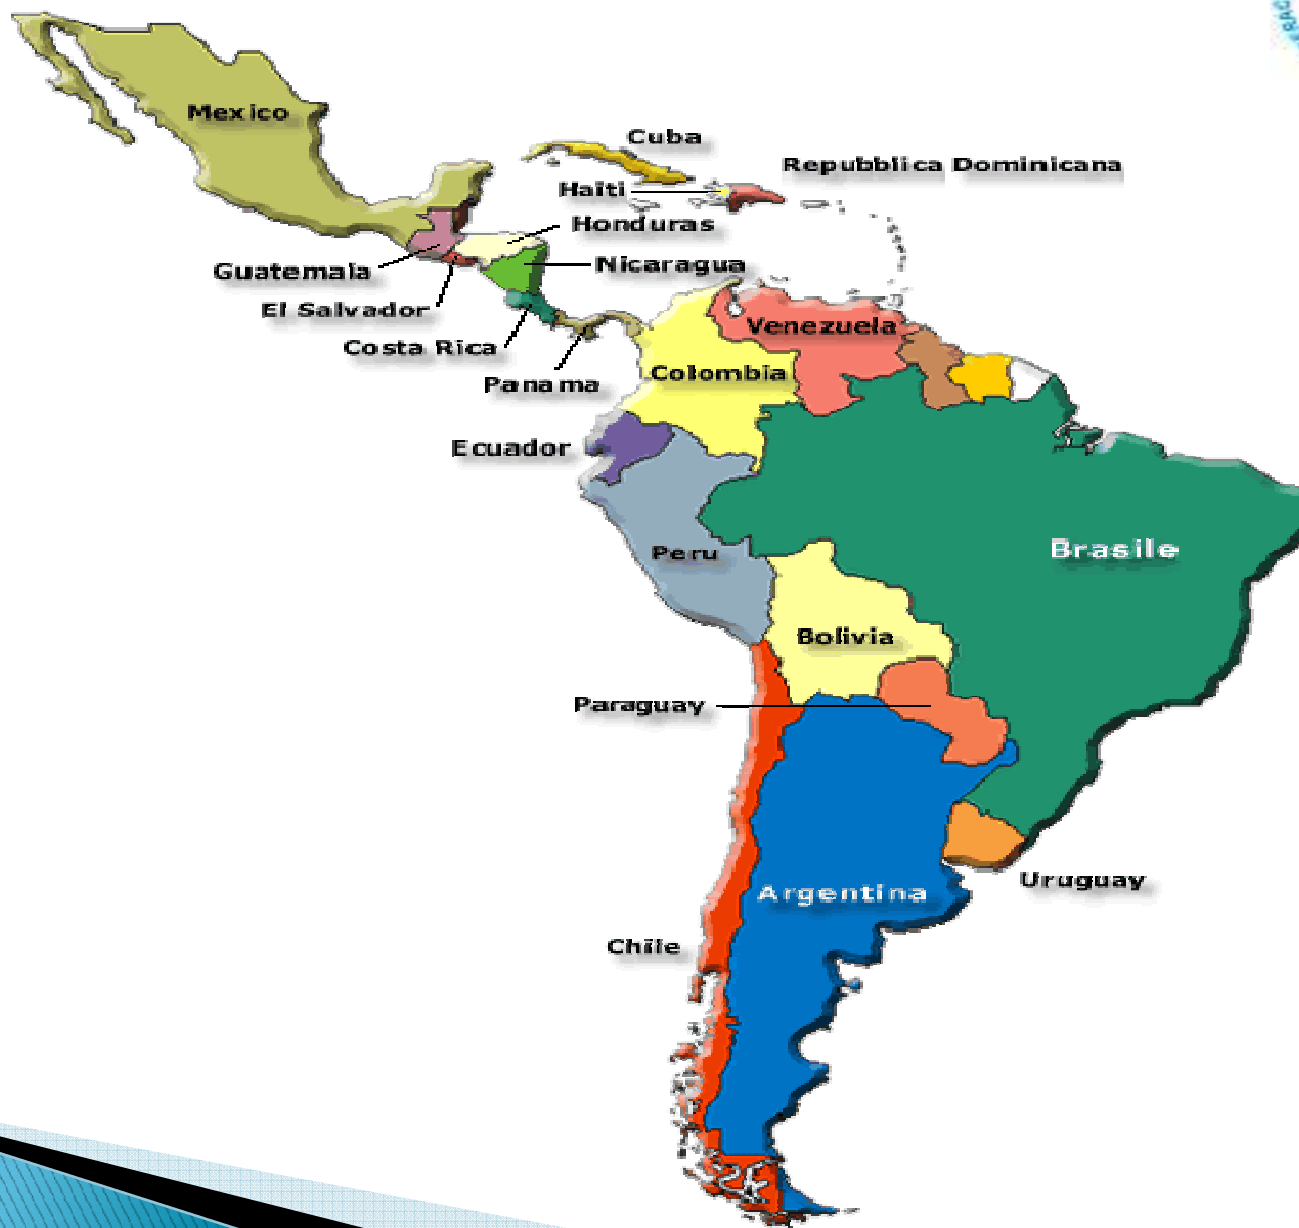 Mexico
Cuba
Repubblica Dominicana
Haiti
Honduras
Guatemala
Nicaragua
El Salvador
Costa Rica
Venezuela
Panama
Colombia
Ecuador
Peru
Brasile
Bolivia
Paraguay
Uruguay
Argentina
Chile